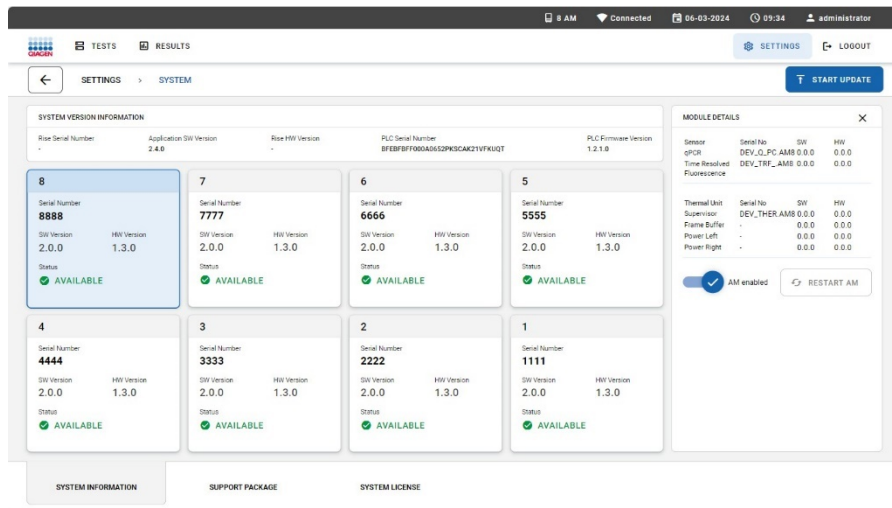 8 AM Connected 06-03-2024 09:34 administrator
QIAGEN TESTS RESULTS SETTINGS LOGOUT
SETTINGS > SYSTEM START UPDATE
SYSTEM VERSION INFORMATION
Rise Serial Number Application SW Version Rise HW Version PLC Serial Number PLC Firmware Version
- 2.4.0 - BFEBFBFF000A0652PKSCAK21VFKUQT 1.2.1.0
8 7 6 5
Serial Number Serial Number Serial Number Serial Number
8888 7777 6666 5555
SW Version HW Version SW Version HW Version SW Version HW Version SW Version HW Version
2.0.0 1.3.0 2.0.0 1.3.0 2.0.0 1.3.0 2.0.0 1.3.0
Status Status Status Status
AVAILABLE AVAILABLE AVAILABLE AVAILABLE
4 3 2 1
Serial Number Serial Number Serial Number Serial Number
4444 3333 2222 1111
SW Version HW Version SW Version HW Version SW Version HW Version SW Version HW Version
2.0.0 1.3.0 2.0.0 1.3.0 2.0.0 1.3.0 2.0.0 1.3.0
Status Status Status Status
AVAILABLE AVAILABLE AVAILABLE AVAILABLE
MODULE DETAILS
Sensor Serial No SW HW
qPCR DEV_Q_PC.AM8 0.0.0 0.0.0
Time Resolved DEV_TRF_.AM8 0.0.0 0.0.0
Fluorescence
Thermal Unit Serial No SW HW
Supervisor DEV_THER.AM8 0.0.0 0.0.0
Frame Buffer - 0.0.0 0.0.0
Power Left - 0.0.0 0.0.0
Power Right - 0.0.0 0.0.0
AM enabled RESTART AM
SYSTEM INFORMATION SUPPORT PACKAGE SYSTEM LICENSE